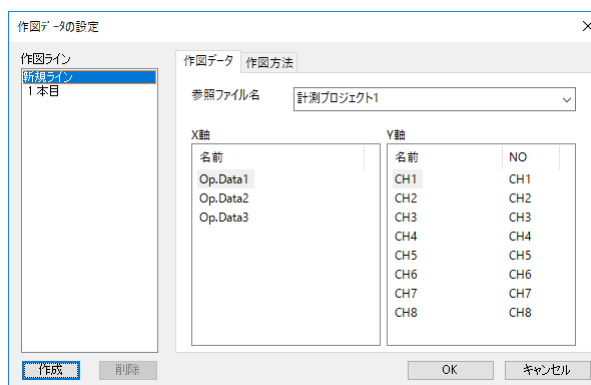 作図ﾃﾞｰﾀの設定
作図ライン
新規ライン
1 本目
作図データ 作図方法
参照ファイル名 計測プロジェクト1
X軸
名前
Op.Data1
Op.Data2
Op.Data3
Y軸
名前 NO
CH1 CH1
CH2 CH2
CH3 CH3
CH4 CH4
CH5 CH5
CH6 CH6
CH7 CH7
CH8 CH8
作成 削除 OK キャンセル